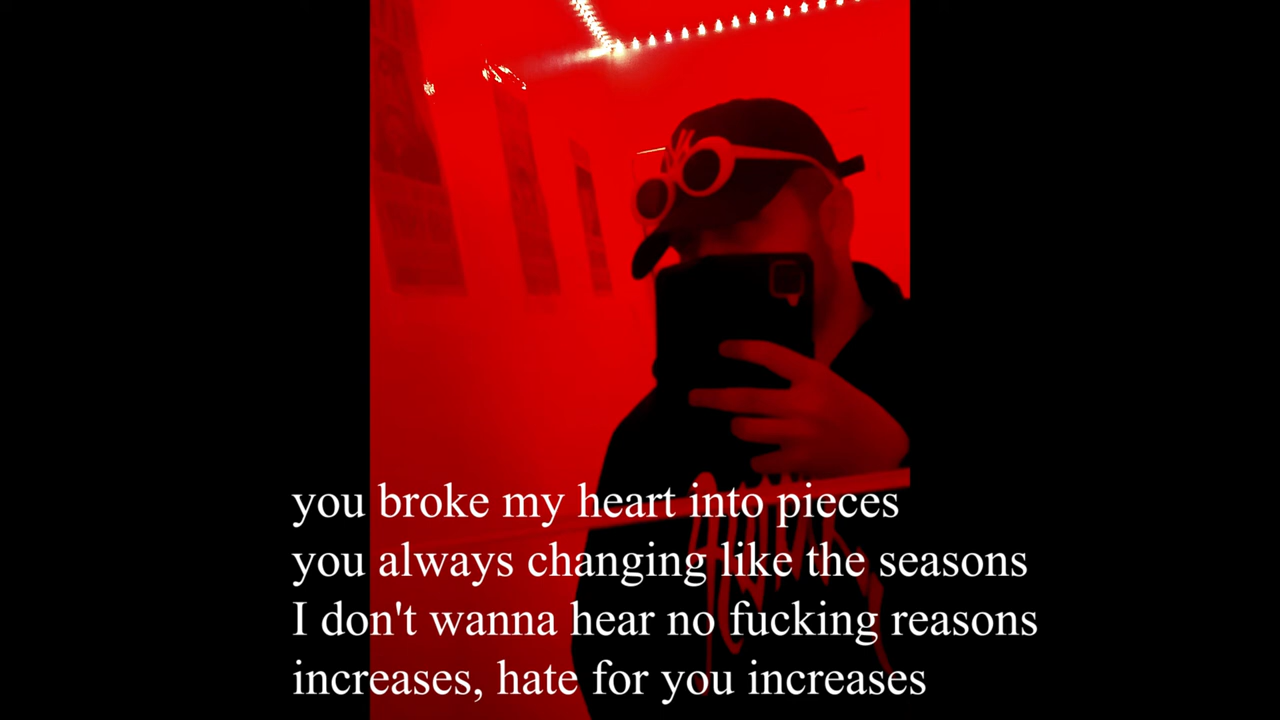 you broke my heart into pieces
you always changing like the seasons
I don't wanna hear no fucking reasons
increases, hate for you increases